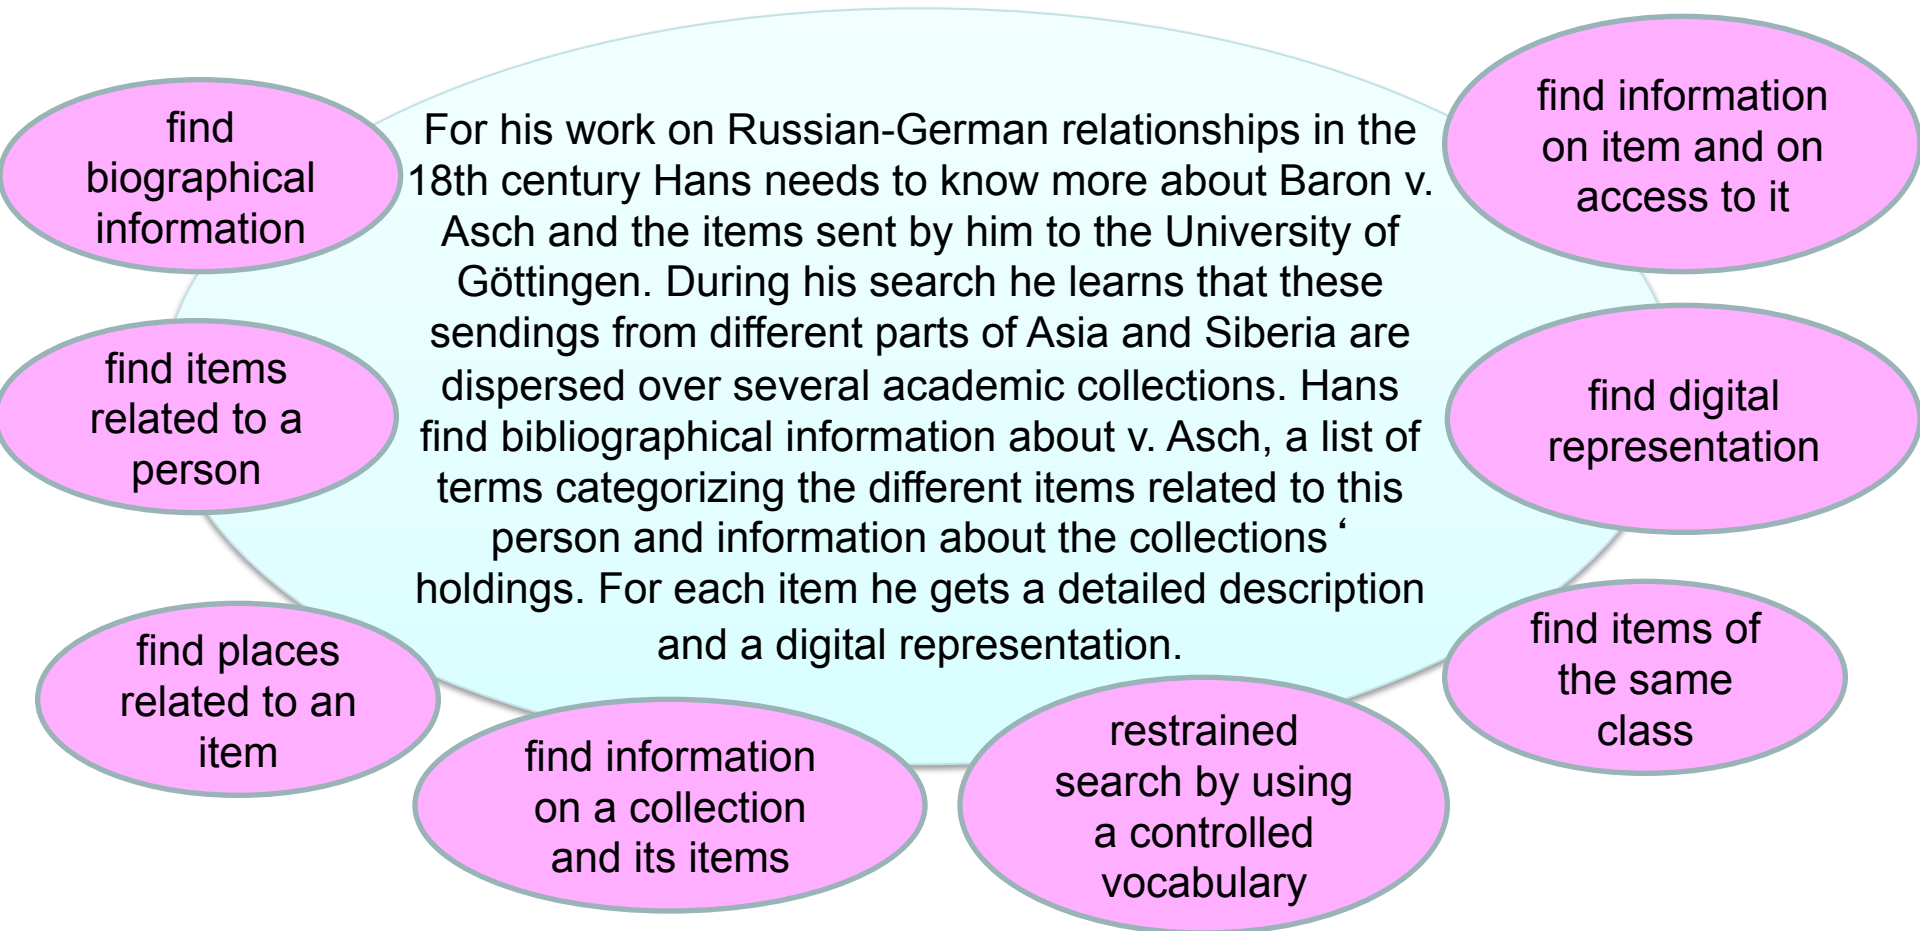 find
biographical
information
For his work on Russian-German relationships in the
18th century Hans needs to know more about Baron v.
Asch and the items sent by him to the University of
Göttingen. During his search he learns that these
sendings from different parts of Asia and Siberia are
dispersed over several academic collections. Hans
find bibliographical information about v. Asch, a list of
terms categorizing the different items related to this
person and information about the collections ‘
holdings. For each item he gets a detailed description
and a digital representation.
find information
on item and on
access to it
find items
related to a
person
find digital
representation
find places
related to an
item
find information
on a collection
and its items
restrained
search by using
a controlled
vocabulary
find items of
the same
class